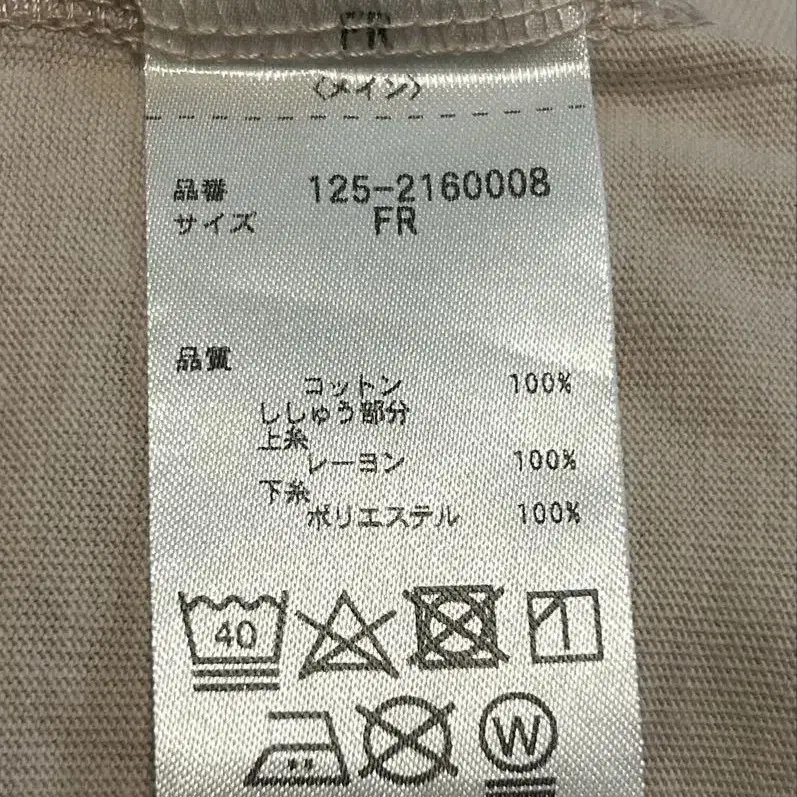 FR
〈メイン〉
品番 125-2160008
サイズ FR
品質
コットン 100%
ししゅう部分
上糸
レーヨン 100%
下糸
ポリエステル 100%
40
W